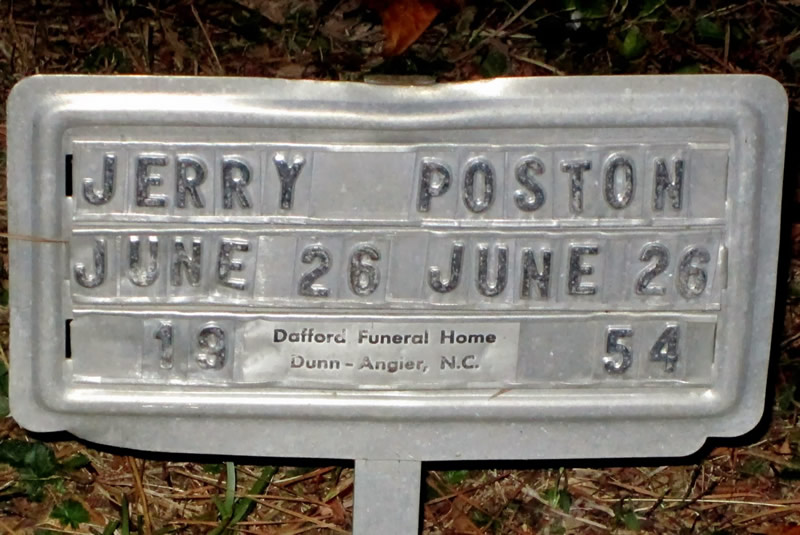 JERRY POSTON
JUNE 26 JUNE 26
19 Dafford Funeral Home 54
Dunn-Angier, N.C.